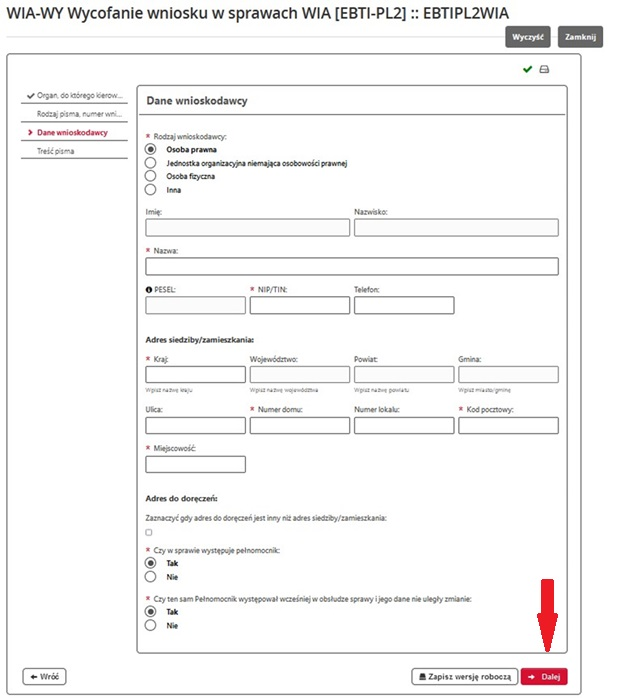 WIA-WY Wycofanie wniosku w sprawach WIA [EBTI-PL2] :: EBTIPL2WIA
Wyczyść Zamknij
Organ, do którego kierow...
Rodzaj pisma, numer wni...
Dane wnioskodawcy
Treść pisma
Dane wnioskodawcy
* Rodzaj wnioskodawcy:
Osoba prawna
Jednostka organizacyjna niemająca osobowości prawnej
Osoba fizyczna
Inna
Imię: Nazwisko:
* Nazwa:
PESEL: * NIP/TIN: Telefon:
Adres siedziby/zamieszkania:
* Kraj: Województwo: Powiat: Gmina:
Wpisz nazwę kraju Wpisz nazwę województwa Wpisz nazwę powiatu Wpisz miasto/gminę
Ulica: * Numer domu: Numer lokalu: * Kod pocztowy:
* Miejscowość:
Adres do doręczeń:
Zaznaczyć gdy adres do doręczeń jest inny niż adres siedziby/zamieszkania:
* Czy w sprawie występuje pełnomocnik:
Tak
Nie
* Czy ten sam Pełnomocnik występował wcześniej w obsłudze sprawy i jego dane nie uległy zmianie:
Tak
Nie
Wróć Zapisz wersję roboczą Dalej